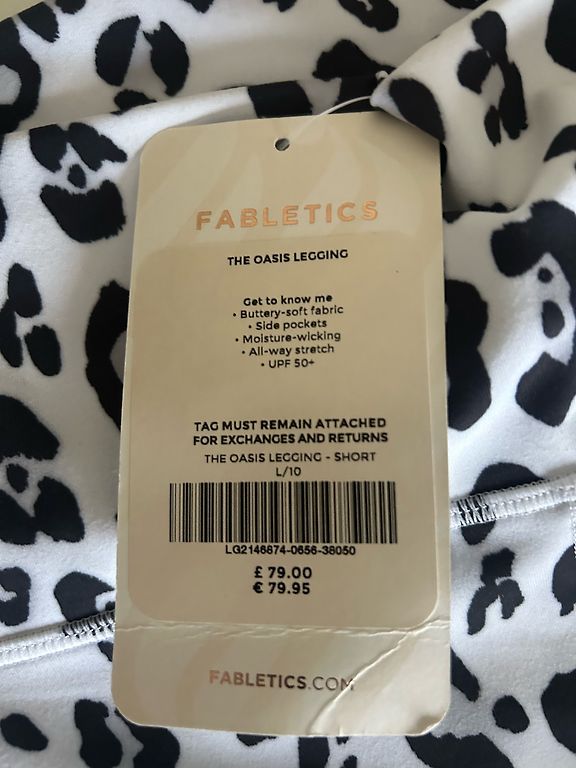 FABLETICS
THE OASIS LEGGING
Get to know me
• Buttery-soft fabric
• Side pockets
• Moisture-wicking
• All-way stretch
• UPF 50+
TAG MUST REMAIN ATTACHED
FOR EXCHANGES AND RETURNS
THE OASIS LEGGING - SHORT
L/10
LG2146874-0656-38050
£ 79.00
€ 79.95
FABLETICS.COM